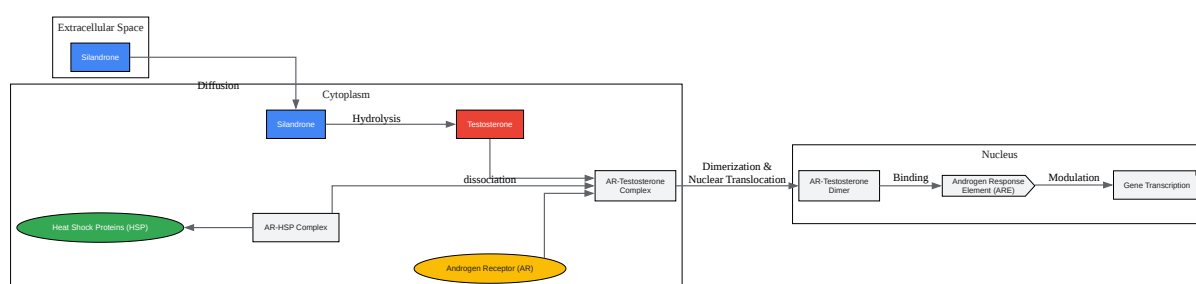 Extracellular Space
Silandrone
Diffusion
Cytoplasm
Silandrone
Hydrolysis
Testosterone
dissociation
AR-Testosterone
Complex
Dimerization &
Nuclear Translocation
Nucleus
AR-Testosterone
Dimer
Binding
Androgen Response
Element (ARE)
Modulation
Gene Transcription
Heat Shock Proteins (HSP)
AR-HSP Complex
Androgen Receptor (AR)